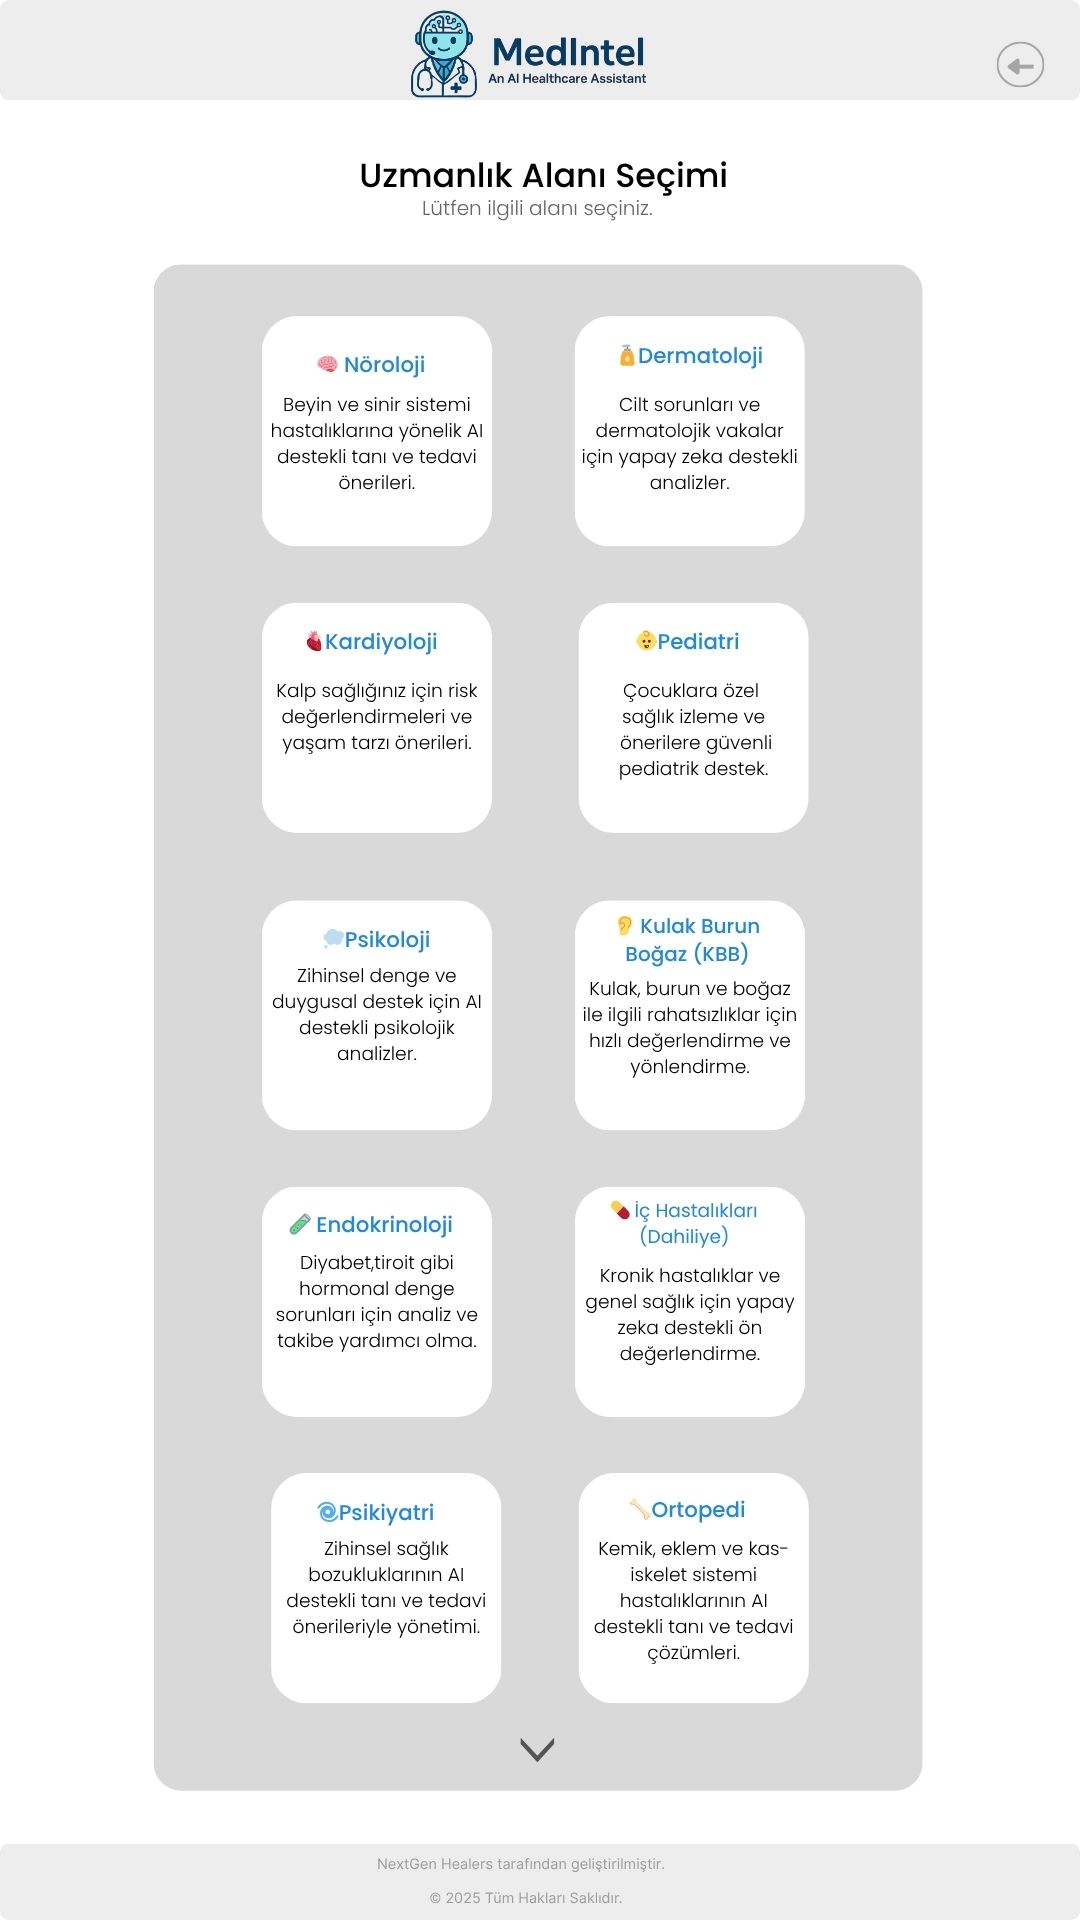 MedIntel
An AI Healthcare Assistant
Uzmanlık Alanı Seçimi
Lütfen ilgili alanı seçiniz.
Nöroloji
Beyin ve sinir sistemi
hastalıklarına yönelik AI
destekli tanı ve tedavi
önerileri.
Dermatoloji
Cilt sorunları ve
dermatolojik vakalar
için yapay zeka destekli
analizler.
Kardiyoloji
Kalp sağlığınız için risk
değerlendirmeleri ve
yaşam tarzı önerileri.
Pediatri
Çocuklara özel
sağlık izleme ve
önerilere güvenli
pediatrik destek.
Psikoloji
Zihinsel denge ve
duygusal destek için AI
destekli psikolojik
analizler.
Kulak Burun
Boğaz (KBB)
Kulak, burun ve boğaz
ile ilgili rahatsızlıklar için
hızlı değerlendirme ve
yönlendirme.
Endokrinoloji
Diyabet,tiroit gibi
hormonal denge
sorunları için analiz ve
takibe yardımcı olma.
İç Hastalıkları
(Dahiliye)
Kronik hastalıklar ve
genel sağlık için yapay
zeka destekli ön
değerlendirme.
Psikiyatri
Zihinsel sağlık
bozukluklarının AI
destekli tanı ve tedavi
önerileriyle yönetimi.
Ortopedi
Kemik, eklem ve kas-
iskelet sistemi
hastalıklarının AI
destekli tanı ve tedavi
çözümleri.
NextGen Healers tarafından geliştirilmiştir.
© 2025 Tüm Hakları Saklıdır.